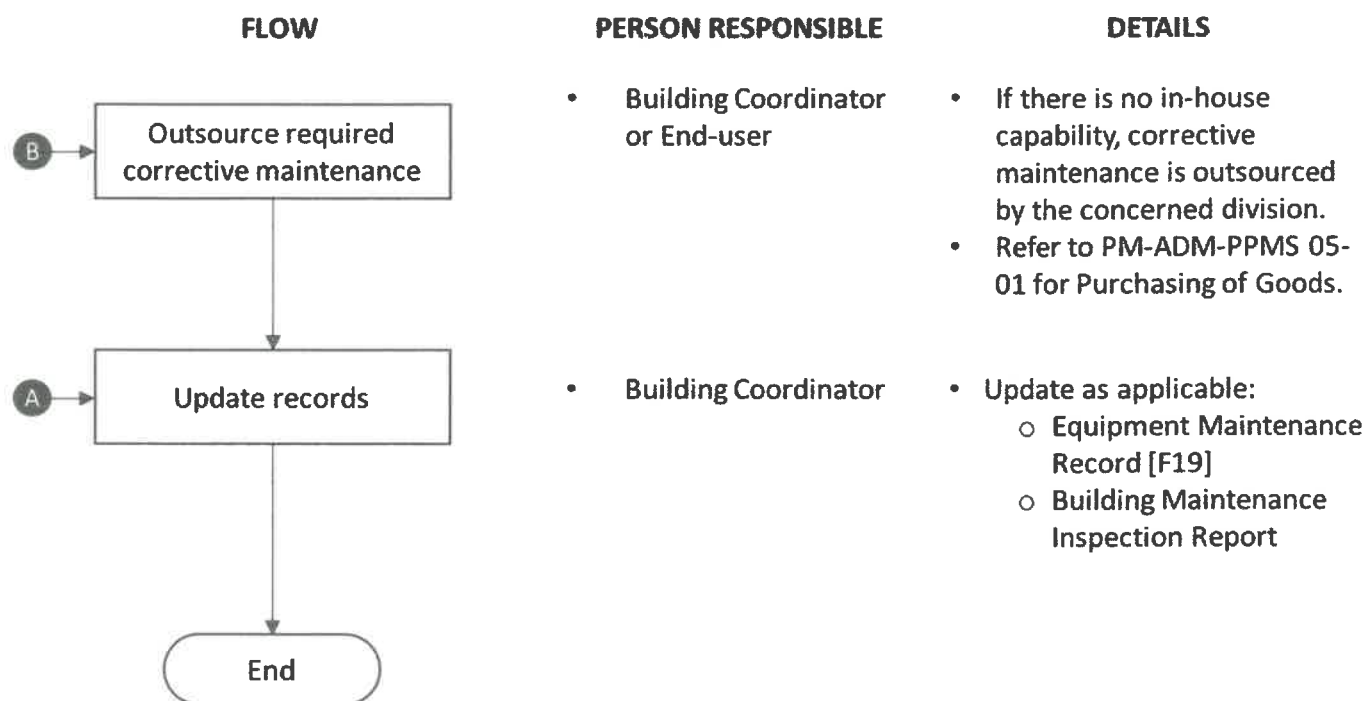 FLOW
PERSON RESPONSIBLE
DETAILS
B
Outsource required
corrective maintenance
• Building Coordinator
or End-user
• If there is no in-house
capability, corrective
maintenance is outsourced
by the concerned division.
• Refer to PM-ADM-PPMS 05-
01 for Purchasing of Goods.
A
Update records
• Building Coordinator
• Update as applicable:
o Equipment Maintenance
Record [F19]
o Building Maintenance
Inspection Report
End